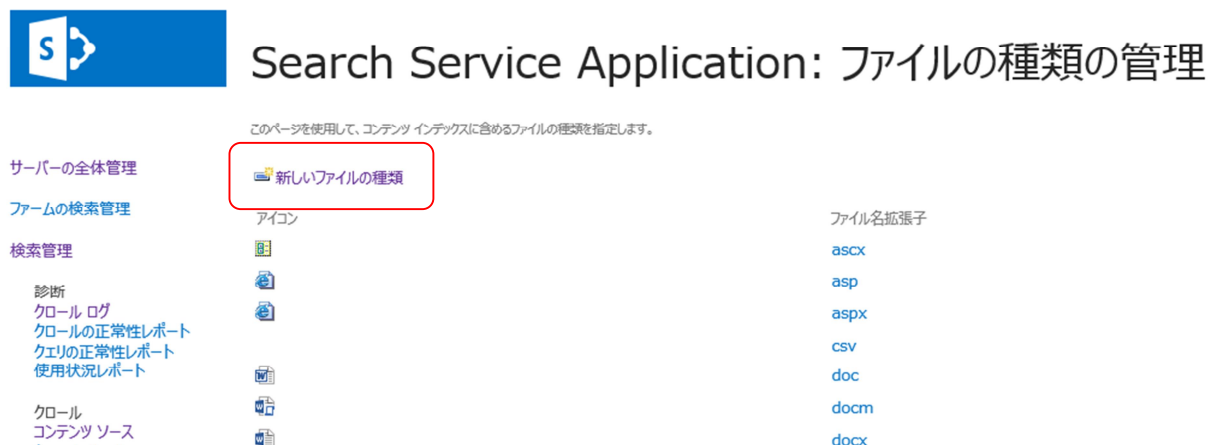 S
Search Service Application: ファイルの種類の管理
このページを使用して、コンテンツ インデックスに含めるファイルの種類を指定します。
サーバーの全体管理
ファームの検索管理
検索管理
診断
クロール ログ
クロールの正常性レポート
クエリの正常性レポート
使用状況レポート
クロール
コンテンツ ソース
新しいファイルの種類
アイコン ファイル名拡張子
ascx
asp
aspx
csv
doc
docm
docx